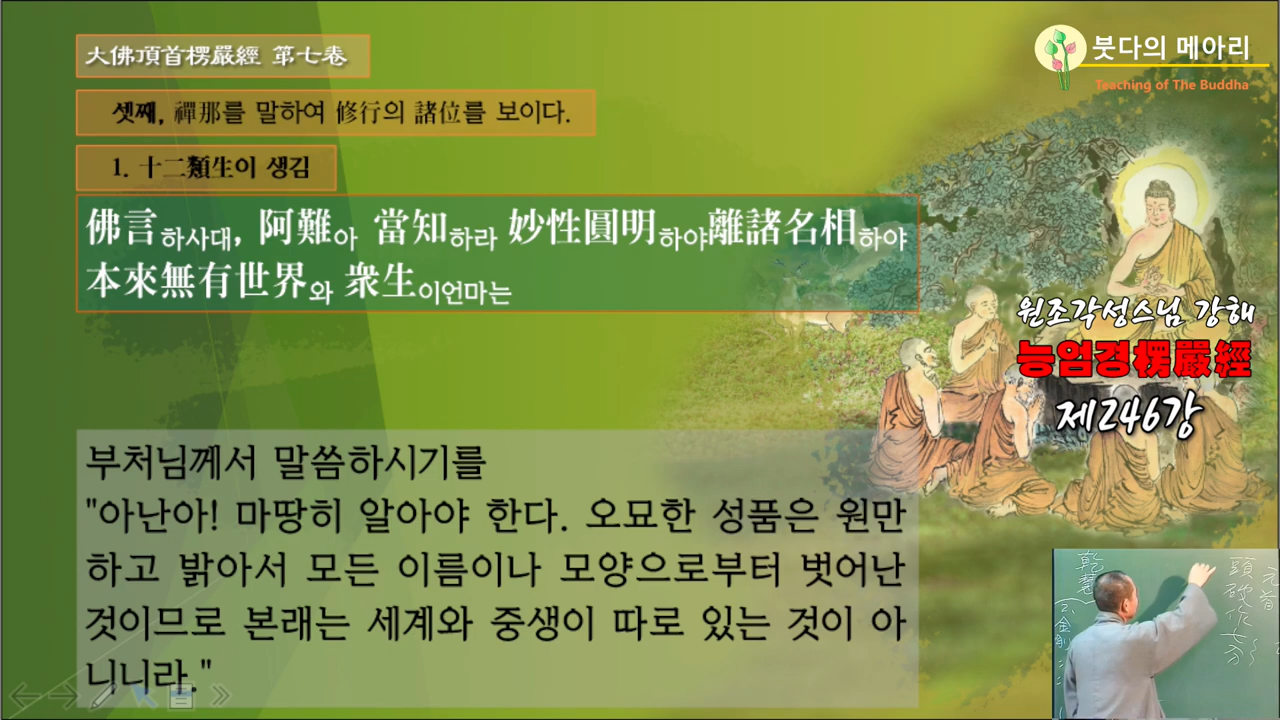 大佛頂首楞嚴經 第七卷
셋째, 禪那를 말하여 修行의 諸位를 보이다.
1. 十二類生이 생김
佛言하사대, 阿難아 當知하라 妙性圓明하야離諸名相하야
本來無有世界와 衆生이언마는
부처님께서 말씀하시기를
"아난아! 마땅히 알아야 한다. 오묘한 성품은 원만
하고 밝아서 모든 이름이나 모양으로부터 벗어난
것이므로 본래는 세계와 중생이 따로 있는 것이 아
니니라."
붓다의 메아리
Teaching of The Buddha
원조각성스님 강해
능엄경楞嚴經
제246강
乾慧
頭破作七分